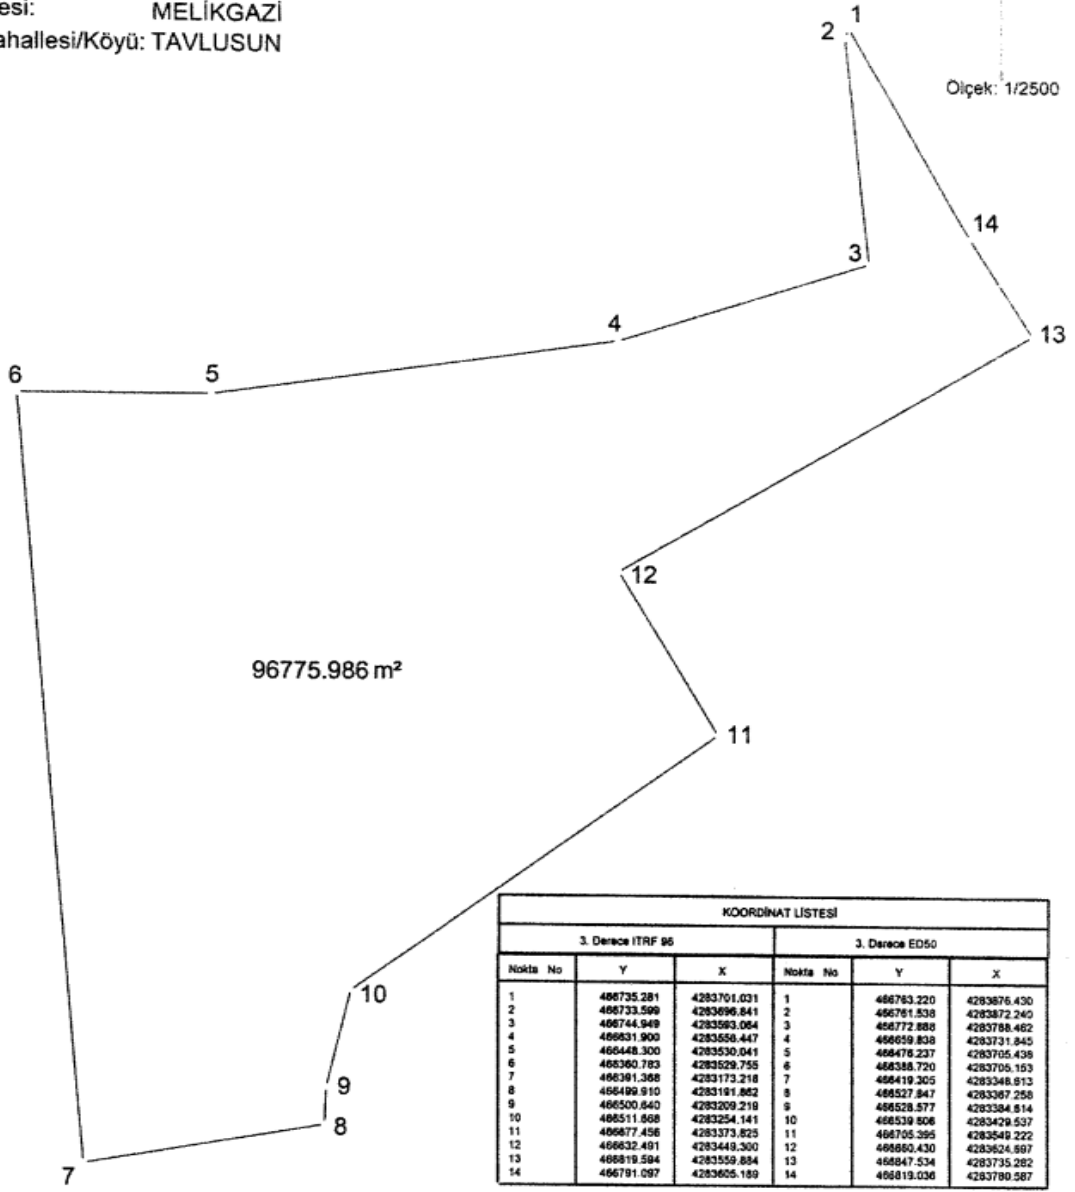 esi: MELİKGAZİ
ahallesi/Köyü: TAVLUSUN
Ölçek: 1/2500
1
2
14
3
13
4
5
6
12
96775.986 m²
11
10
9
8
7
KOORDİNAT LİSTESİ
3. Derece ITRF 96 3. Derece ED50
Nokta No Y X Nokta No Y X
1 466735.281 4283701.031 1 466763.220 4283876.430
2 466733.599 4283696.841 2 466761.538 4283872.240
3 466744.949 4283593.064 3 466772.888 4283768.462
4 466631.900 4283556.447 4 466659.838 4283731.845
5 466448.300 4283530.041 5 466476.237 4283705.438
6 466360.783 4283529.755 6 466388.720 4283705.153
7 466391.368 4283173.218 7 466419.305 4283348.613
8 466499.910 4283191.862 8 466527.847 4283367.258
9 466500.640 4283209.219 9 466528.577 4283384.614
10 466511.668 4283254.141 10 466539.606 4283429.537
11 466677.456 4283373.825 11 466705.395 4283549.222
12 466632.491 4283449.300 12 466660.430 4283624.697
13 466819.594 4283559.884 13 466847.534 4283735.282
14 466791.097 4283605.189 14 466819.036 4283780.587